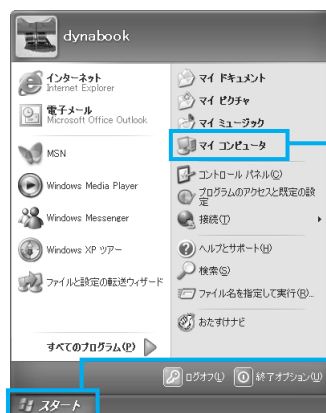 dynabook
インターネット
Internet Explorer
電子メール
Microsoft Office Outlook
MSN
Windows Media Player
Windows Messenger
Windows XP ツアー
ファイルと設定の転送ウィザード
すべてのプログラム(P)
マイ ドキュメント
マイ ピクチャ
マイ ミュージック
マイ コンピュータ
コントロール パネル(C)
プログラムのアクセスと既定の設
定
接続(T)
ヘルプとサポート(H)
検索(S)
ファイル名を指定して実行(R)...
おたすけナビ
ログオフ(L)
終了オプション(U)
スタート